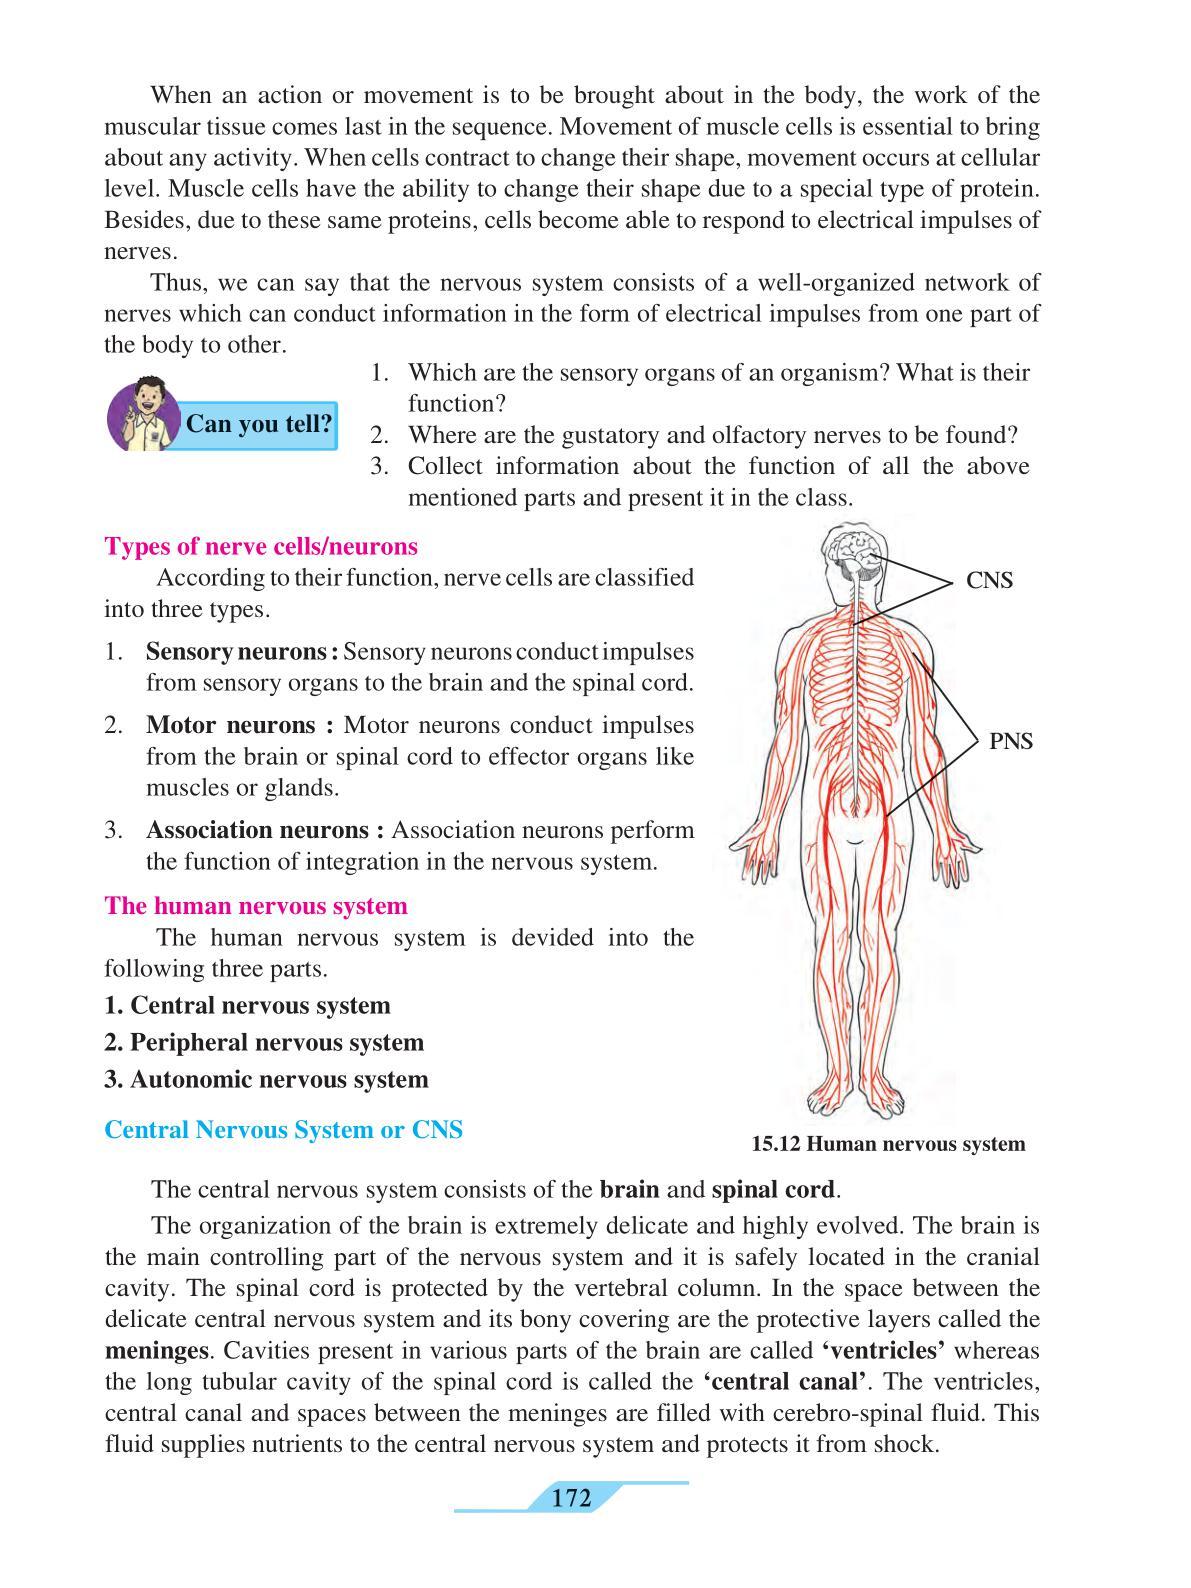 When an action or movement is to be brought about in the body, the work of the
muscular tissue comes last in the sequence. Movement of muscle cells is essential to bring
about any activity. When cells contract to change their shape, movement occurs at cellular
level. Muscle cells have the ability to change their shape due to a special type of protein.
Besides, due to these same proteins, cells become able to respond to electrical impulses of
nerves.
Thus, we can say that the nervous system consists of a well-organized network of
nerves which can conduct information in the form of electrical impulses from one part of
the body to other.
Can you tell?
1. Which are the sensory organs of an organism? What is their
function?
2. Where are the gustatory and olfactory nerves to be found?
3. Collect information about the function of all the above
mentioned parts and present it in the class.
Types of nerve cells/neurons
According to their function, nerve cells are classified
into three types.
1. Sensory neurons : Sensory neurons conduct impulses
from sensory organs to the brain and the spinal cord.
2. Motor neurons : Motor neurons conduct impulses
from the brain or spinal cord to effector organs like
muscles or glands.
3. Association neurons : Association neurons perform
the function of integration in the nervous system.
The human nervous system
The human nervous system is devided into the
following three parts.
1. Central nervous system
2. Peripheral nervous system
3. Autonomic nervous system
CNS
PNS
15.12 Human nervous system
Central Nervous System or CNS
The central nervous system consists of the brain and spinal cord.
The organization of the brain is extremely delicate and highly evolved. The brain is
the main controlling part of the nervous system and it is safely located in the cranial
cavity. The spinal cord is protected by the vertebral column. In the space between the
delicate central nervous system and its bony covering are the protective layers called the
meninges. Cavities present in various parts of the brain are called ‘ventricles’ whereas
the long tubular cavity of the spinal cord is called the ‘central canal’. The ventricles,
central canal and spaces between the meninges are filled with cerebro-spinal fluid. This
fluid supplies nutrients to the central nervous system and protects it from shock.
172